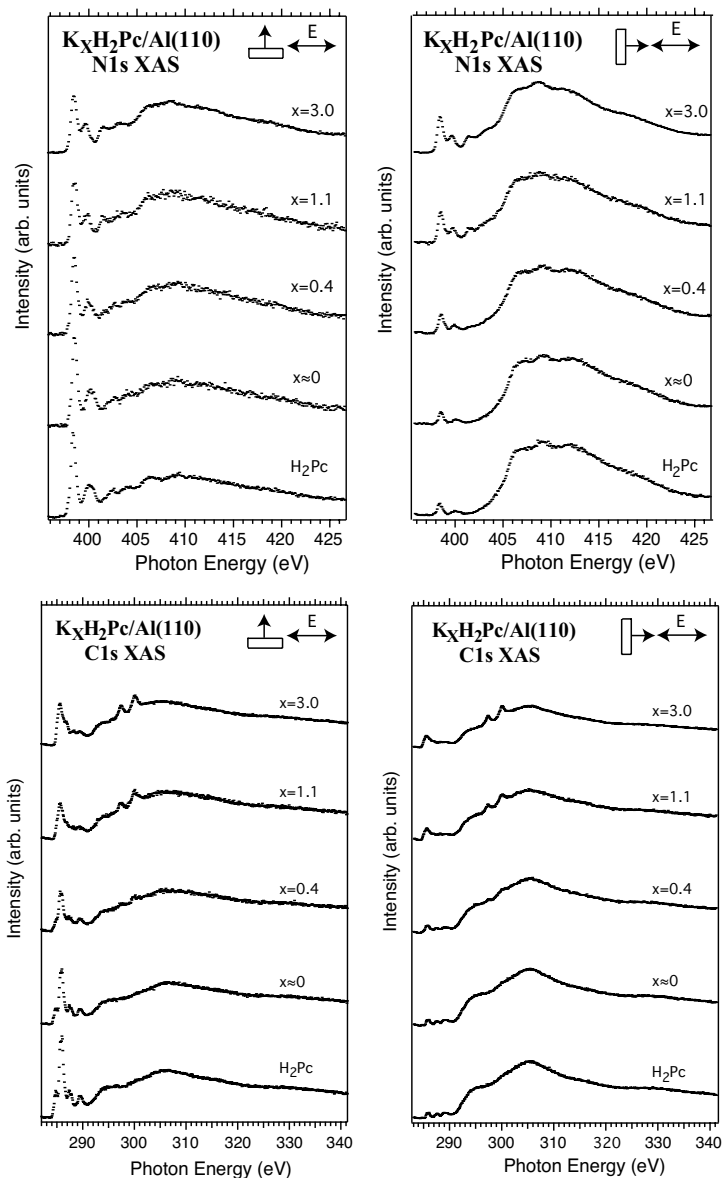 KXH2Pc/Al(110)
N1s XAS
E
x=3.0
x=1.1
x=0.4
x≈0
H2Pc
Intensity (arb. units)
400 405 410 415 420 425
Photon Energy (eV)
KXH2Pc/Al(110)
N1s XAS
E
x=3.0
x=1.1
x=0.4
x≈0
H2Pc
Intensity (arb. units)
400 405 410 415 420 425
Photon Energy (eV)
KXH2Pc/Al(110)
C1s XAS
E
x=3.0
x=1.1
x=0.4
x≈0
H2Pc
Intensity (arb. units)
290 300 310 320 330 340
Photon Energy (eV)
KXH2Pc/Al(110)
C1s XAS
E
x=3.0
x=1.1
x=0.4
x≈0
H2Pc
Intensity (arb. units)
290 300 310 320 330 340
Photon Energy (eV)